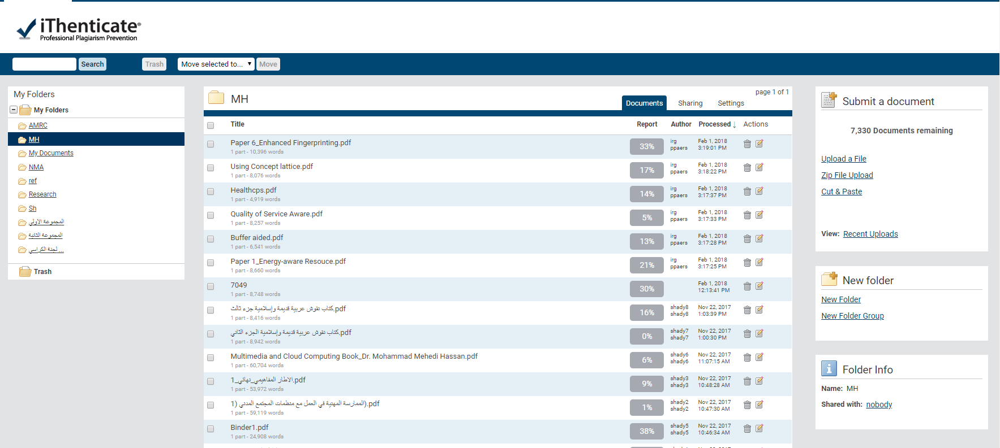 iThenticate®
Professional Plagiarism Prevention
Search
Trash
Move selected to...
Move
My Folders
My Folders
AMRC
MH
My Documents
NMA
ref
Research
Sh
المجموعة الاولي
المجموعة الثانية
لجنة الكراسي ...
Trash
MH
page 1 of 1
Documents
Sharing
Settings
Title
Report
Author
Processed ↓
Actions
Paper 6_Enhanced Fingerprinting.pdf
1 part - 10,396 words
33%
irg
ppaers
Feb 1, 2018
3:19:01 PM
Using Concept lattice.pdf
1 part - 8,076 words
17%
irg
ppaers
Feb 1, 2018
3:18:22 PM
Healthcps.pdf
1 part - 4,919 words
14%
irg
ppaers
Feb 1, 2018
3:17:37 PM
Quality of Service Aware.pdf
1 part - 8,257 words
5%
irg
ppaers
Feb 1, 2018
3:17:33 PM
Buffer aided.pdf
1 part - 6,541 words
13%
irg
ppaers
Feb 1, 2018
3:17:28 PM
Paper 1_Energy-aware Resouce.pdf
1 part - 8,660 words
21%
irg
ppaers
Feb 1, 2018
3:17:25 PM
7049
1 part - 8,748 words
30%
Feb 1, 2018
12:13:41 PM
كتاب نقوش عربية قديمة وإسلامية جزء ثالث.pdf
1 part - 8,416 words
16%
shady8
shady8
Nov 22, 2017
1:03:39 PM
كتاب نقوش عربية قديمة وإسلامية الجزء الثاني.pdf
1 part - 8,942 words
0%
shady7
shady7
Nov 22, 2017
1:00:30 PM
Multimedia and Cloud Computing Book_Dr. Mohammad Mehedi Hassan.pdf
1 part - 60,704 words
6%
shady6
shady6
Nov 22, 2017
11:07:15 AM
1_الاطار المفاهيمي_نهائي.pdf
1 part - 53,972 words
9%
shady3
shady3
Nov 22, 2017
10:48:28 AM
1) الممارسة المهنية في العمل مع منظمات المجتمع المدني).pdf
1 part - 59,119 words
1%
shady2
shady2
Nov 22, 2017
10:47:30 AM
Binder1.pdf
1 part - 24,908 words
38%
shady5
shady5
Nov 22, 2017
10:46:34 AM
Submit a document
7,330 Documents remaining
Upload a File
Zip File Upload
Cut & Paste
View: Recent Uploads
New folder
New Folder
New Folder Group
Folder Info
Name: MH
Shared with: nobody